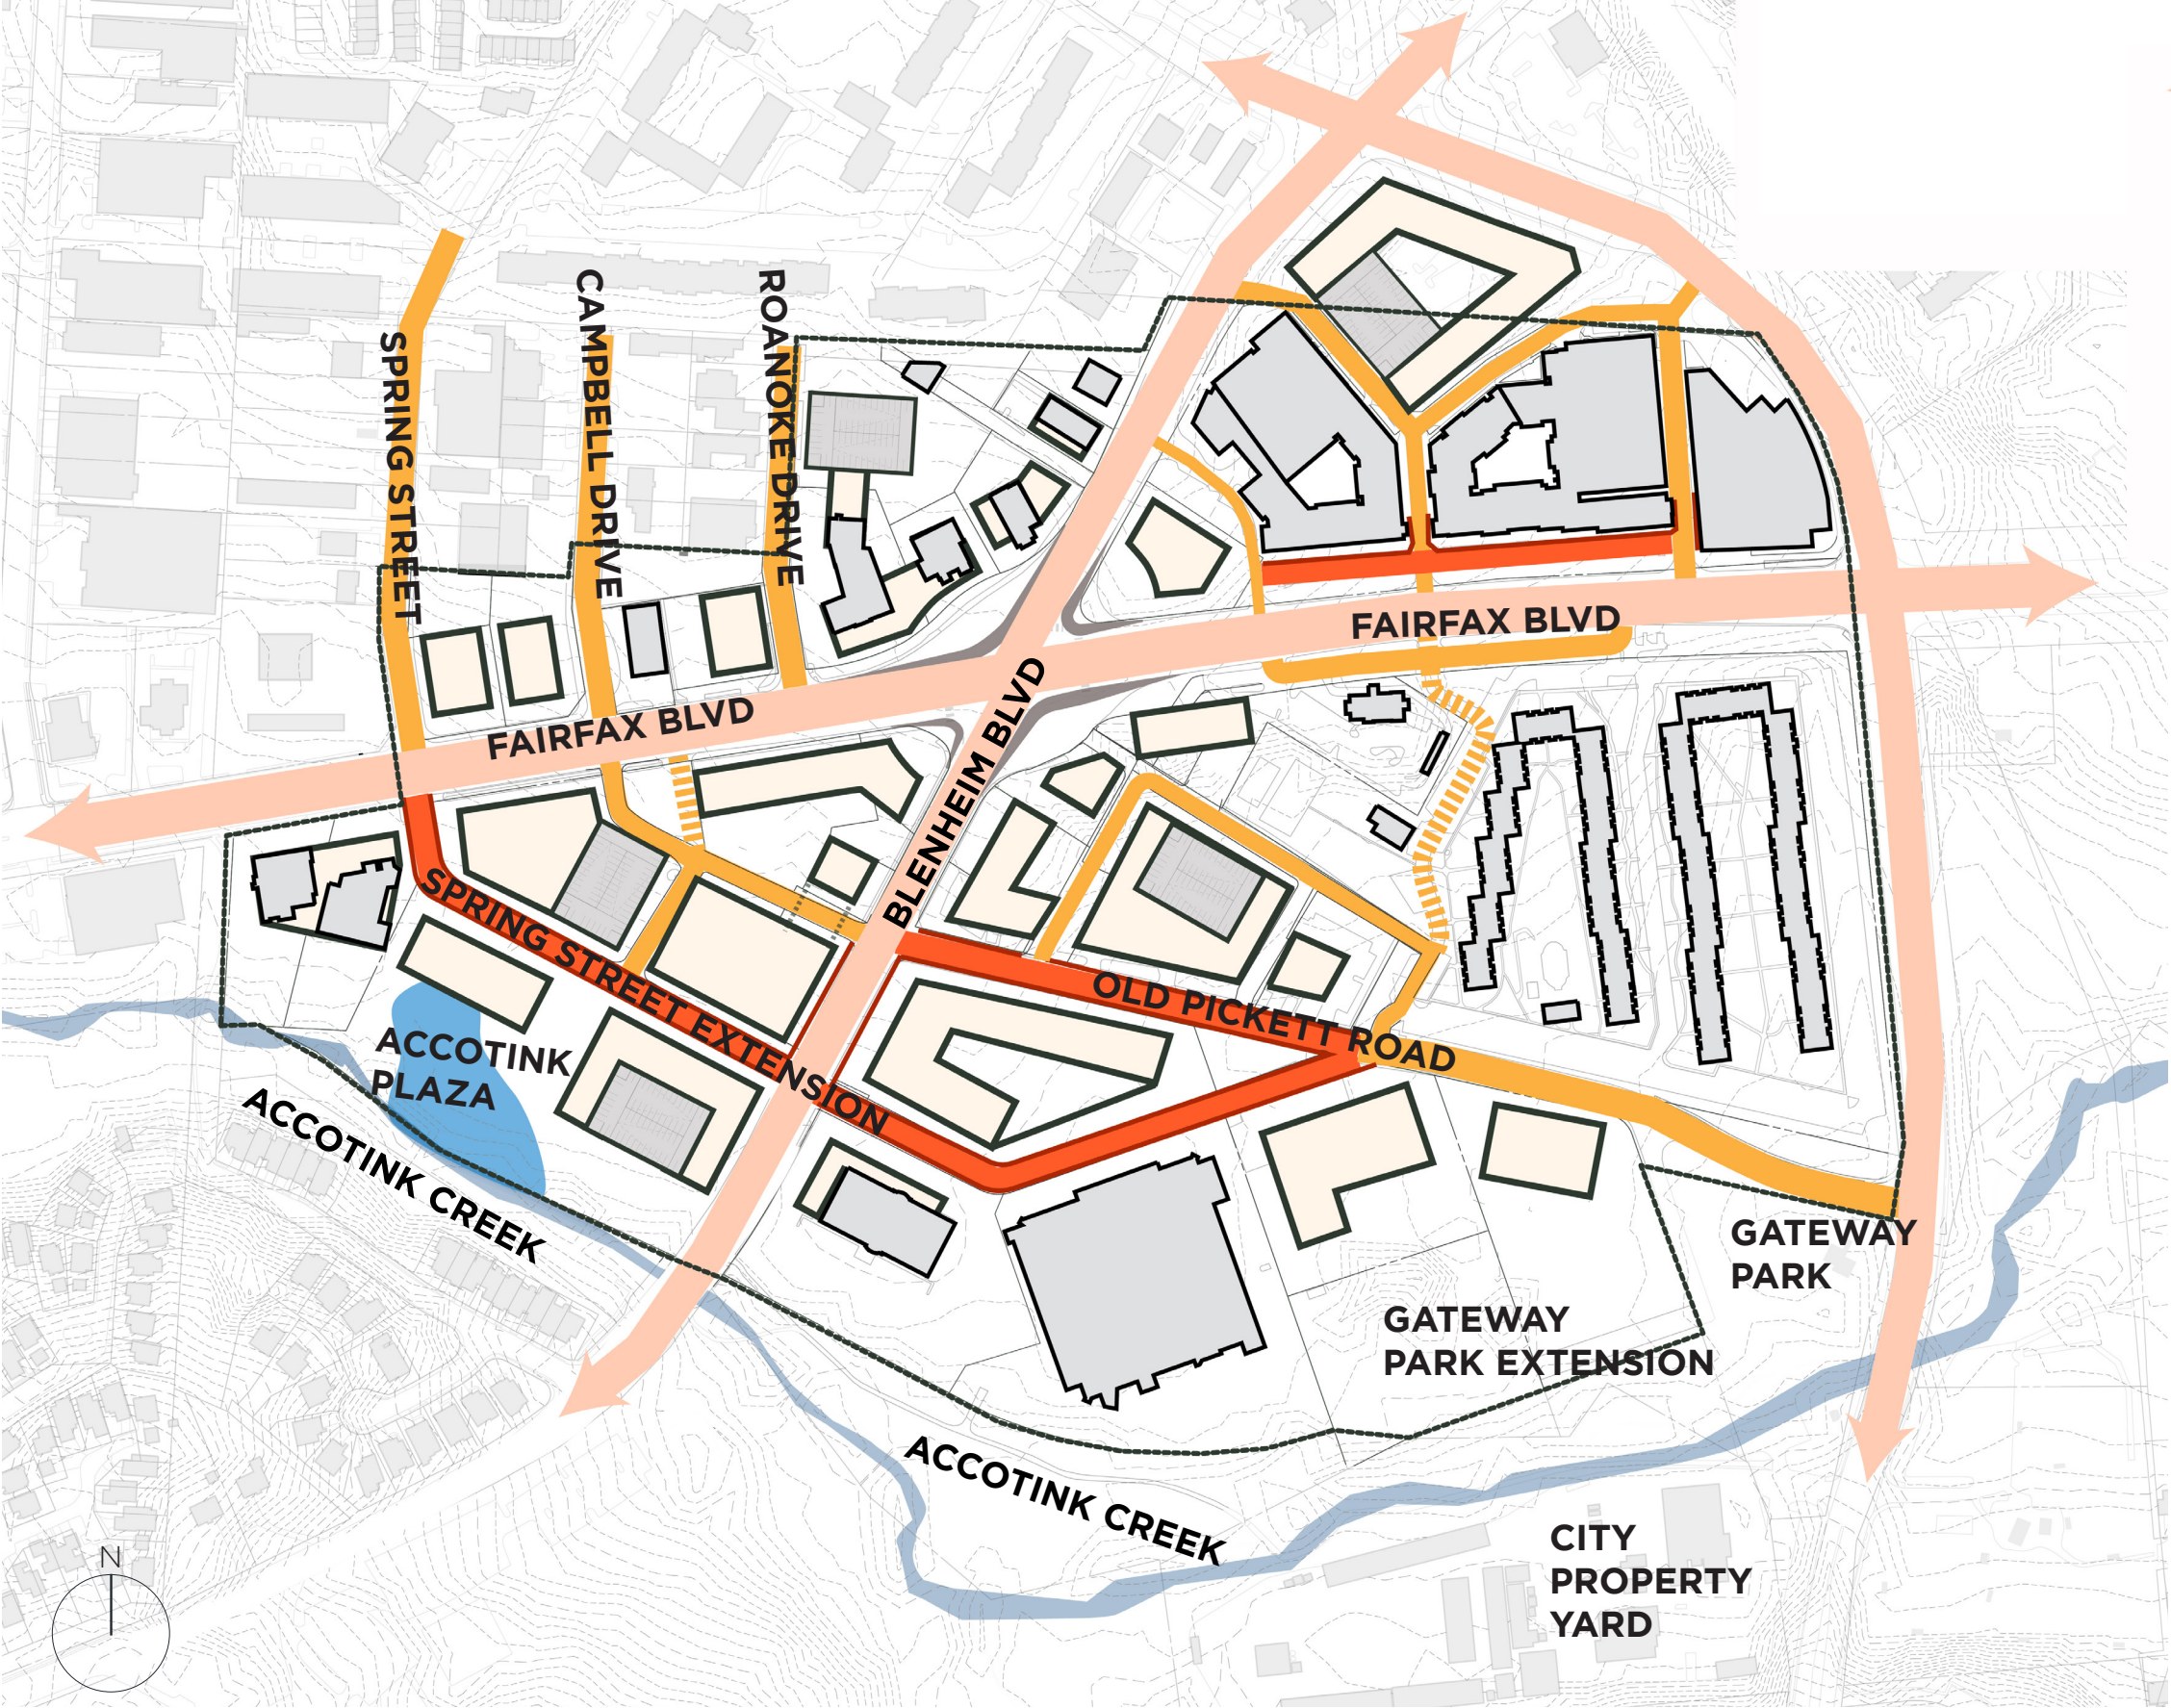 SPRING STREET
CAMPBELL DRIVE
ROANOKE DRIVE
FAIRFAX BLVD
FAIRFAX BLVD
BLENHEIM BLVD
SPRING STREET EXTENSION
OLD PICKETT ROAD
ACCOTINK
PLAZA
ACCOTINK CREEK
GATEWAY
PARK
GATEWAY
PARK EXTENSION
ACCOTINK CREEK
CITY
PROPERTY
YARD
N